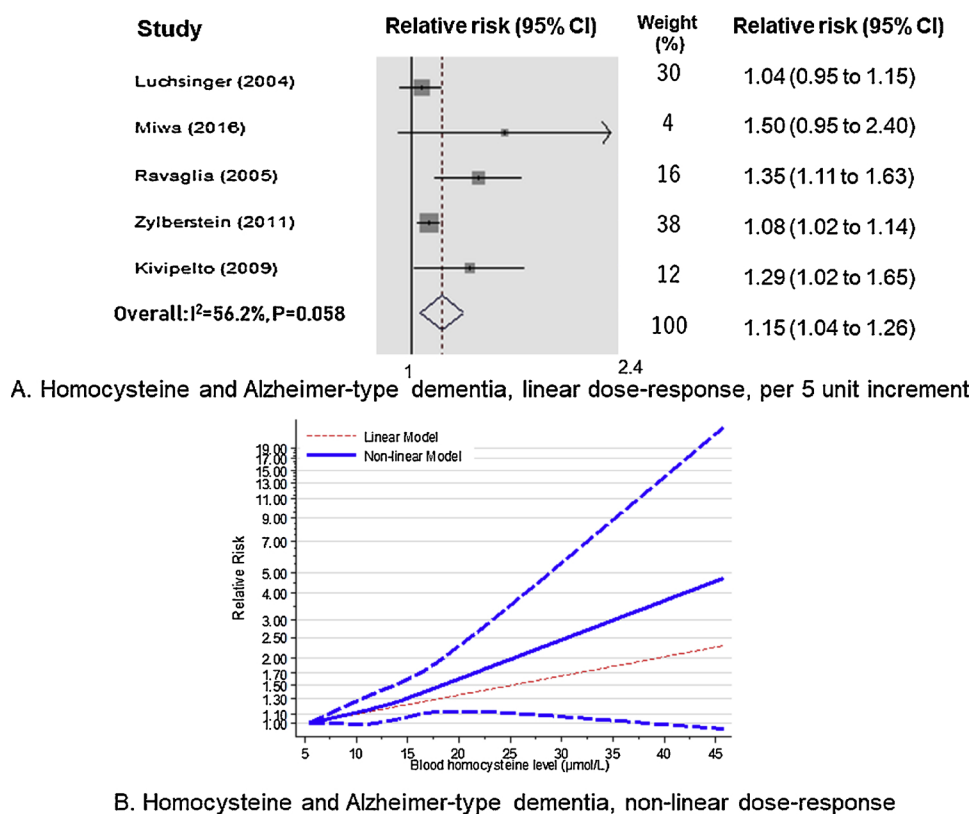 Study Relative risk (95% CI) Weight (%) Relative risk (95% CI)
Luchsinger (2004) 30 1.04 (0.95 to 1.15)
Miwa (2016) 4 1.50 (0.95 to 2.40)
Ravaglia (2005) 16 1.35 (1.11 to 1.63)
Zylberstein (2011) 38 1.08 (1.02 to 1.14)
Kivipelto (2009) 12 1.29 (1.02 to 1.65)
Overall: I²=56.2%, P=0.058 100 1.15 (1.04 to 1.26)
1 2.4
A. Homocysteine and Alzheimer-type dementia, linear dose-response, per 5 unit increment
Linear Model
Non-linear Model
Relative Risk
19.00
17.00
15.00
13.00
11.00
9.00
7.00
5.00
4.00
3.00
2.50
2.00
1.70
1.50
1.30
1.10
1.00
5 10 15 20 25 30 35 40 45
Blood homocysteine level (μmol/L)
B. Homocysteine and Alzheimer-type dementia, non-linear dose-response